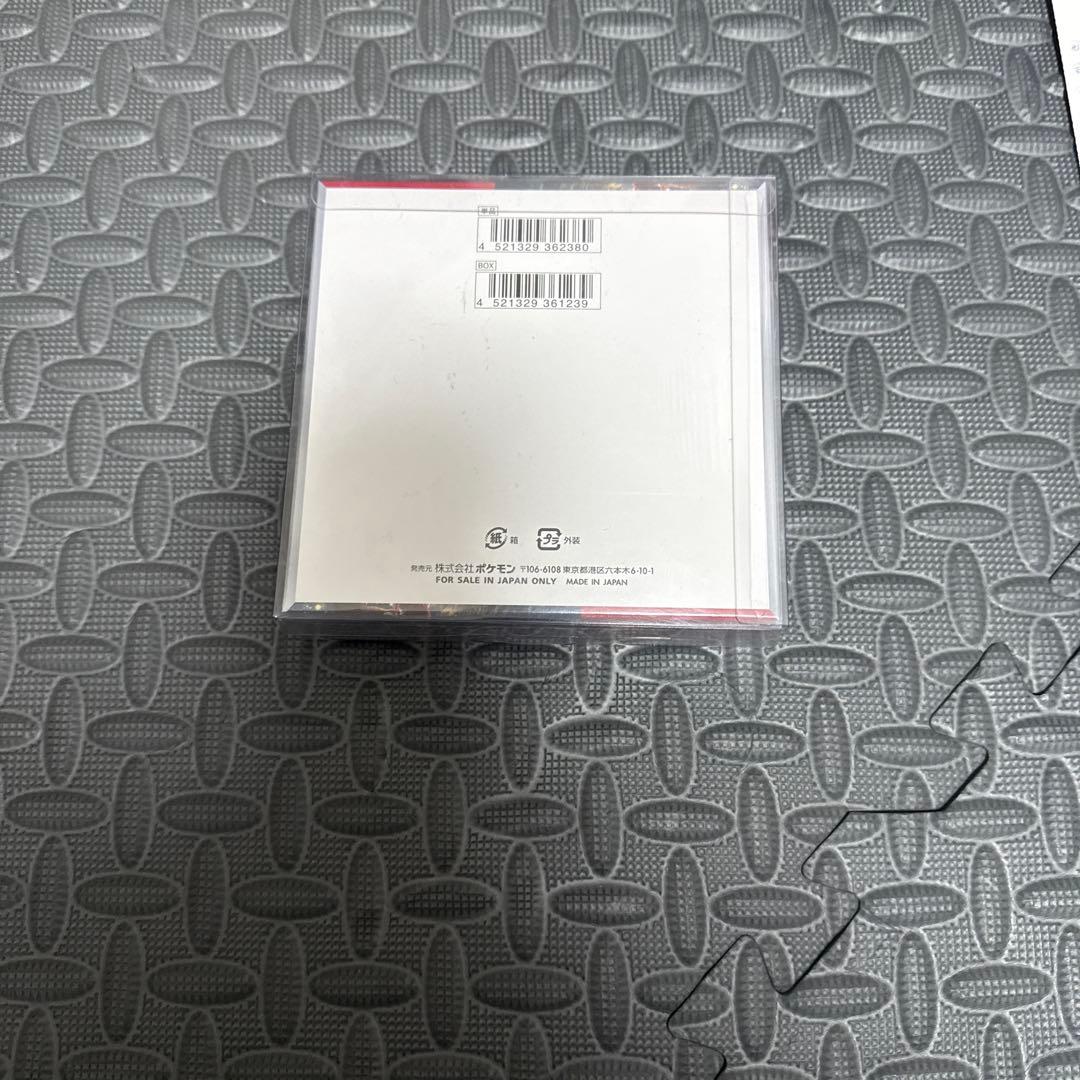 単品
4 521329 362380
BOX
4 521329 361239
紙 箱 プラ 外装
発売元 株式会社 ポケモン 〒106-6108 東京都港区六本木6-10-1
FOR SALE IN JAPAN ONLY MADE IN JAPAN